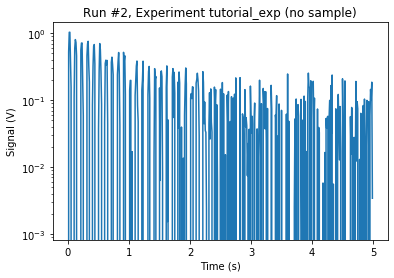 Run #2, Experiment tutorial_exp (no sample)
Signal (V)
10⁰
10⁻¹
10⁻²
10⁻³
0 1 2 3 4 5
Time (s)